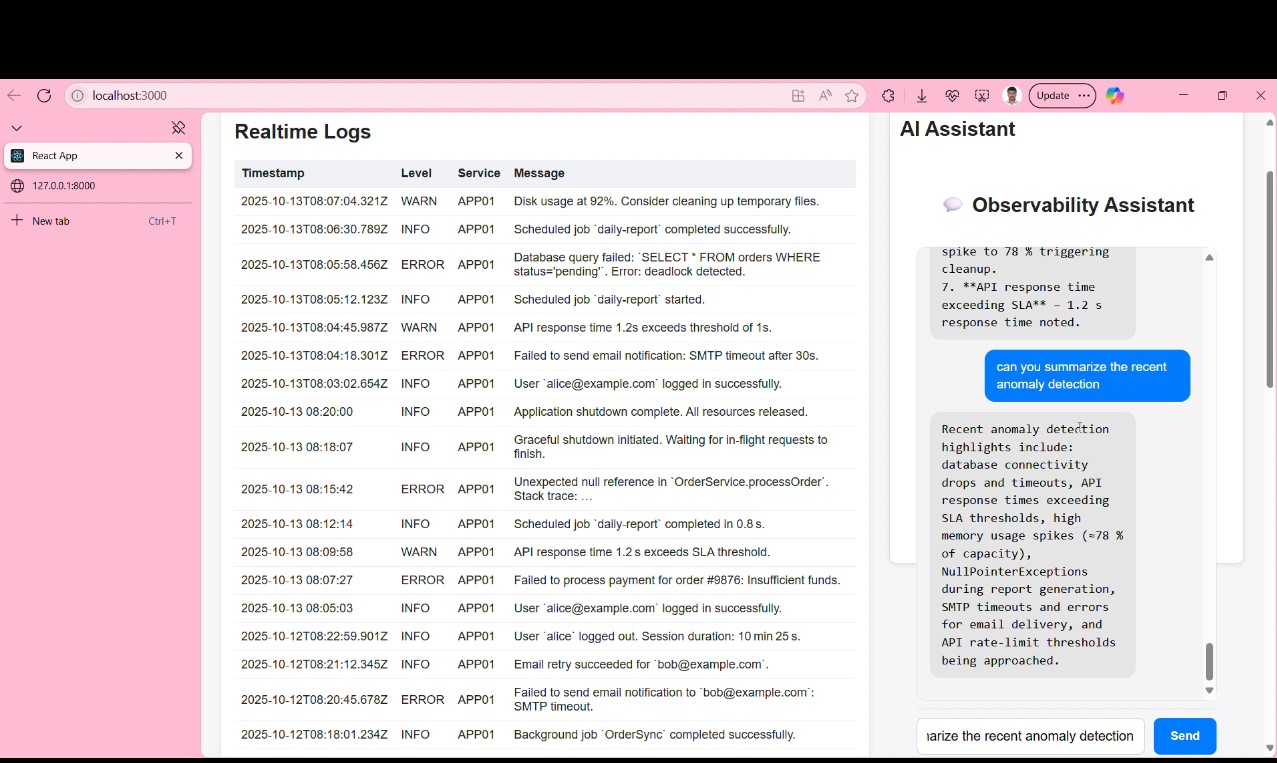 localhost:3000
Update
React App
127.0.0.1:8000
New tab Ctrl+T
Realtime Logs
Timestamp Level Service Message
2025-10-13T08:07:04.321Z WARN APP01 Disk usage at 92%. Consider cleaning up temporary files.
2025-10-13T08:06:30.789Z INFO APP01 Scheduled job `daily-report` completed successfully.
2025-10-13T08:05:58.456Z ERROR APP01 Database query failed: `SELECT * FROM orders WHERE
status='pending'`. Error: deadlock detected.
2025-10-13T08:05:12.123Z INFO APP01 Scheduled job `daily-report` started.
2025-10-13T08:04:45.987Z WARN APP01 API response time 1.2s exceeds threshold of 1s.
2025-10-13T08:04:18.301Z ERROR APP01 Failed to send email notification: SMTP timeout after 30s.
2025-10-13T08:03:02.654Z INFO APP01 User `alice@example.com` logged in successfully.
2025-10-13 08:20:00 INFO APP01 Application shutdown complete. All resources released.
2025-10-13 08:18:07 INFO APP01 Graceful shutdown initiated. Waiting for in-flight requests to
finish.
2025-10-13 08:15:42 ERROR APP01 Unexpected null reference in `OrderService.processOrder`.
Stack trace: …
2025-10-13 08:12:14 INFO APP01 Scheduled job `daily-report` completed in 0.8 s.
2025-10-13 08:09:58 WARN APP01 API response time 1.2 s exceeds SLA threshold.
2025-10-13 08:07:27 ERROR APP01 Failed to process payment for order #9876: Insufficient funds.
2025-10-13 08:05:03 INFO APP01 User `alice@example.com` logged in successfully.
2025-10-12T08:22:59.901Z INFO APP01 User `alice` logged out. Session duration: 10 min 25 s.
2025-10-12T08:21:12.345Z INFO APP01 Email retry succeeded for `bob@example.com`.
2025-10-12T08:20:45.678Z ERROR APP01 Failed to send email notification to `bob@example.com`:
SMTP timeout.
2025-10-12T08:18:01.234Z INFO APP01 Background job `OrderSync` completed successfully.
AI Assistant
Observability Assistant
spike to 78 % triggering
cleanup.
7. **API response time
exceeding SLA** – 1.2 s
response time noted.
can you summarize the recent
anomaly detection
Recent anomaly detection
highlights include:
database connectivity
drops and timeouts, API
response times exceeding
SLA thresholds, high
memory usage spikes (≈78 %
of capacity),
NullPointerExceptions
during report generation,
SMTP timeouts and errors
for email delivery, and
API rate‑limit thresholds
being approached.
arize the recent anomaly detection
Send